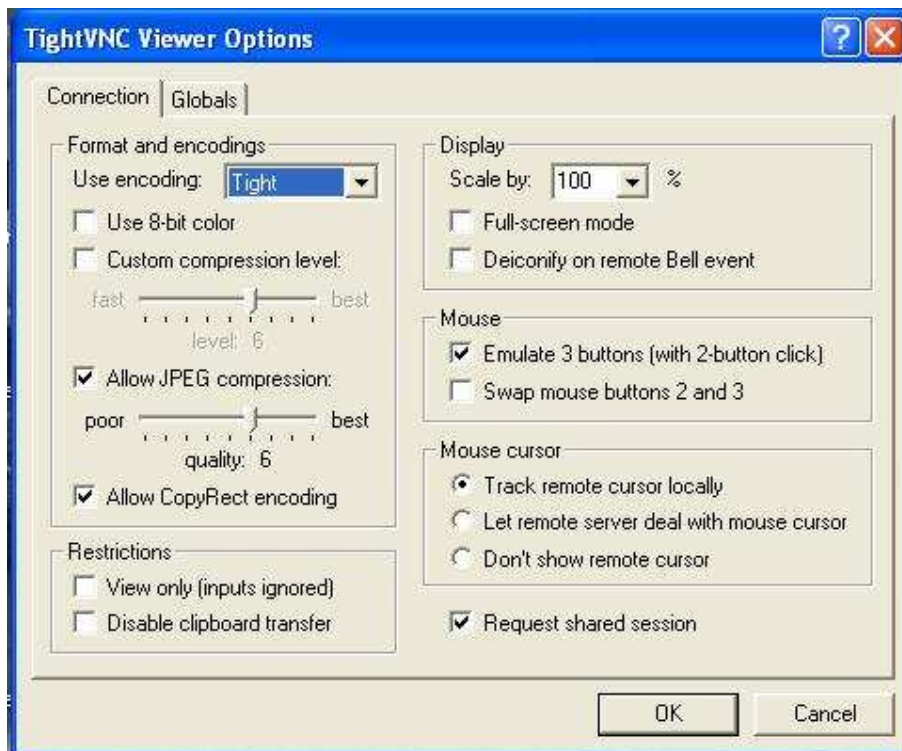 TightVNC Viewer Options
Connection
Globals
Format and encodings
Use encoding: Tight
Use 8-bit color
Custom compression level:
fast best
level: 6
Allow JPEG compression:
poor best
quality: 6
Allow CopyRect encoding
Restrictions
View only (inputs ignored)
Disable clipboard transfer
Display
Scale by: 100 %
Full-screen mode
Deiconify on remote Bell event
Mouse
Emulate 3 buttons (with 2-button click)
Swap mouse buttons 2 and 3
Mouse cursor
Track remote cursor locally
Let remote server deal with mouse cursor
Don't show remote cursor
Request shared session
OK
Cancel